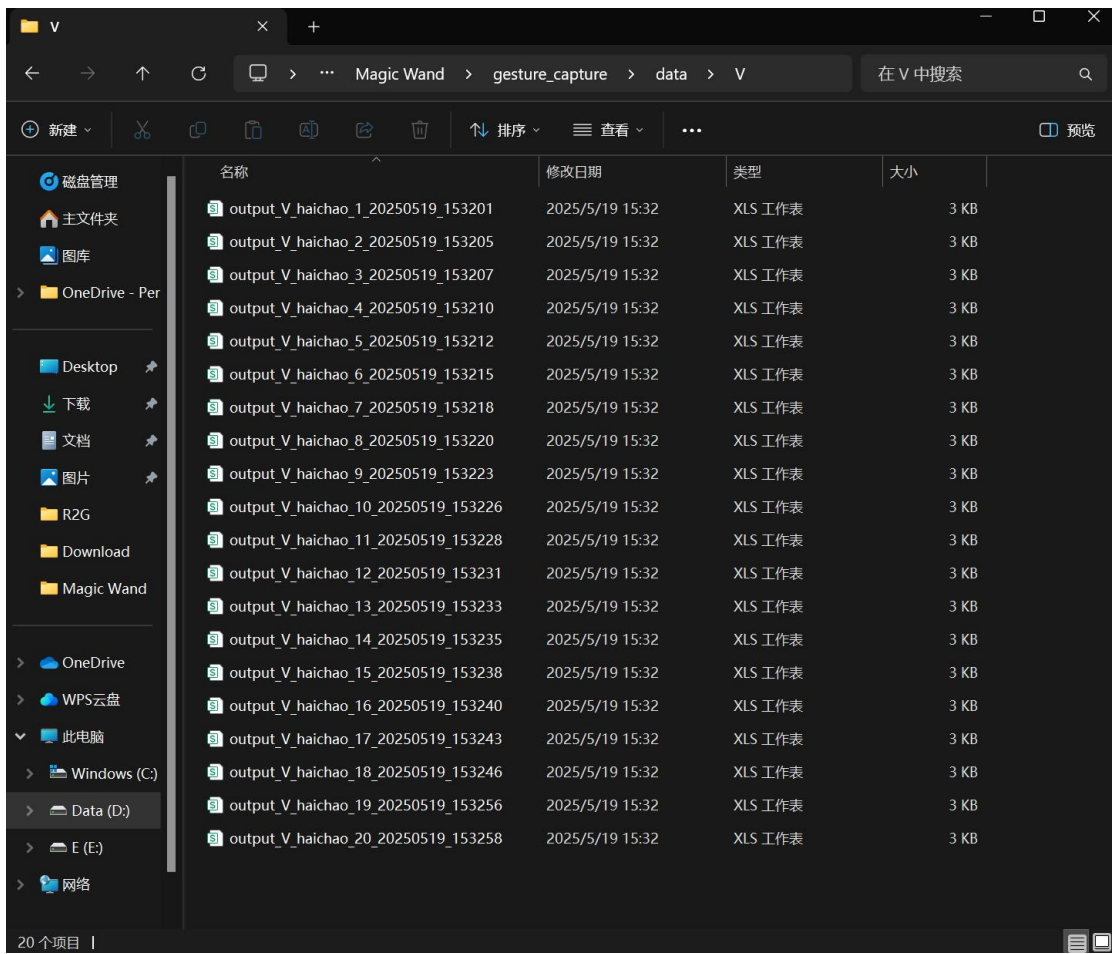 V
… Magic Wand > gesture_capture > data > V 在 V 中搜索
新建 排序 查看 ••• 预览
名称 修改日期 类型 大小
磁盘管理
主文件夹
图库
OneDrive - Per
Desktop
下载
文档
图片
R2G
Download
Magic Wand
OneDrive
WPS云盘
此电脑
Windows (C:)
Data (D:)
E (E:)
网络
output_V_haichao_1_20250519_153201 2025/5/19 15:32 XLS 工作表 3 KB
output_V_haichao_2_20250519_153205 2025/5/19 15:32 XLS 工作表 3 KB
output_V_haichao_3_20250519_153207 2025/5/19 15:32 XLS 工作表 3 KB
output_V_haichao_4_20250519_153210 2025/5/19 15:32 XLS 工作表 3 KB
output_V_haichao_5_20250519_153212 2025/5/19 15:32 XLS 工作表 3 KB
output_V_haichao_6_20250519_153215 2025/5/19 15:32 XLS 工作表 3 KB
output_V_haichao_7_20250519_153218 2025/5/19 15:32 XLS 工作表 3 KB
output_V_haichao_8_20250519_153220 2025/5/19 15:32 XLS 工作表 3 KB
output_V_haichao_9_20250519_153223 2025/5/19 15:32 XLS 工作表 3 KB
output_V_haichao_10_20250519_153226 2025/5/19 15:32 XLS 工作表 3 KB
output_V_haichao_11_20250519_153228 2025/5/19 15:32 XLS 工作表 3 KB
output_V_haichao_12_20250519_153231 2025/5/19 15:32 XLS 工作表 3 KB
output_V_haichao_13_20250519_153233 2025/5/19 15:32 XLS 工作表 3 KB
output_V_haichao_14_20250519_153235 2025/5/19 15:32 XLS 工作表 3 KB
output_V_haichao_15_20250519_153238 2025/5/19 15:32 XLS 工作表 3 KB
output_V_haichao_16_20250519_153240 2025/5/19 15:32 XLS 工作表 3 KB
output_V_haichao_17_20250519_153243 2025/5/19 15:32 XLS 工作表 3 KB
output_V_haichao_18_20250519_153246 2025/5/19 15:32 XLS 工作表 3 KB
output_V_haichao_19_20250519_153256 2025/5/19 15:32 XLS 工作表 3 KB
output_V_haichao_20_20250519_153258 2025/5/19 15:32 XLS 工作表 3 KB
20 个项目